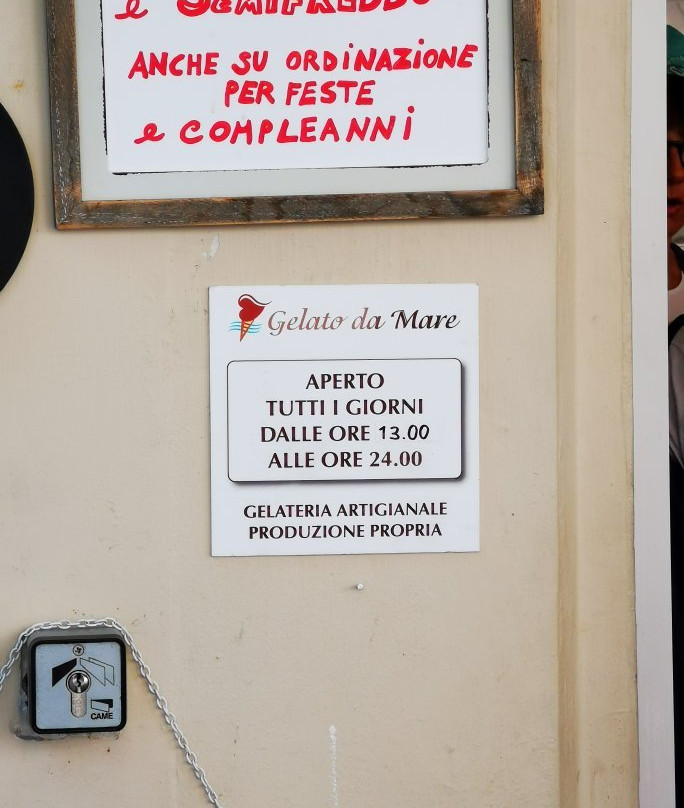 e SEMIFREDDO
ANCHE SU ORDINAZIONE
PER FESTE
e COMPLEANNI
Gelato da Mare
APERTO
TUTTI I GIORNI
DALLE ORE 13.00
ALLE ORE 24.00
GELATERIA ARTIGIANALE
PRODUZIONE PROPRIA
CAME